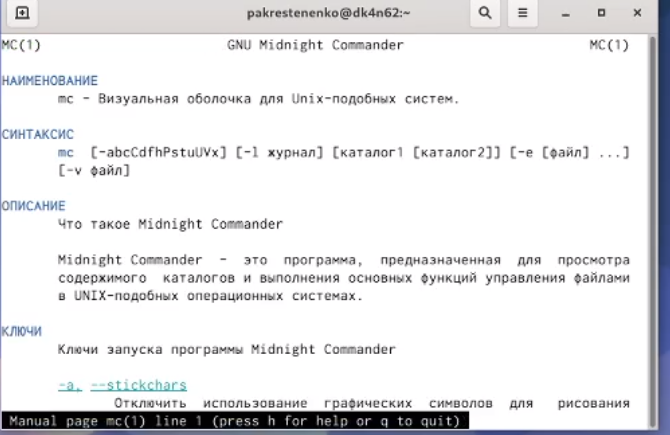 pakrestenenko@dk4n62:~
MC(1) GNU Midnight Commander MC(1)
НАИМЕНОВАНИЕ
mc - Визуальная оболочка для Unix-подобных систем.
СИНТАКСИС
mc [-abcCdfhPstuUVx] [-l журнал] [каталог1 [каталог2]] [-e [файл] ...]
[-v файл]
ОПИСАНИЕ
Что такое Midnight Commander
Midnight Commander - это программа, предназначенная для просмотра
содержимого каталогов и выполнения основных функций управления файлами
в UNIX-подобных операционных системах.
КЛЮЧИ
Ключи запуска программы Midnight Commander
-a, --stickchars
Отключить использование графических символов для рисования
Manual page mc(1) line 1 (press h for help or q to quit)